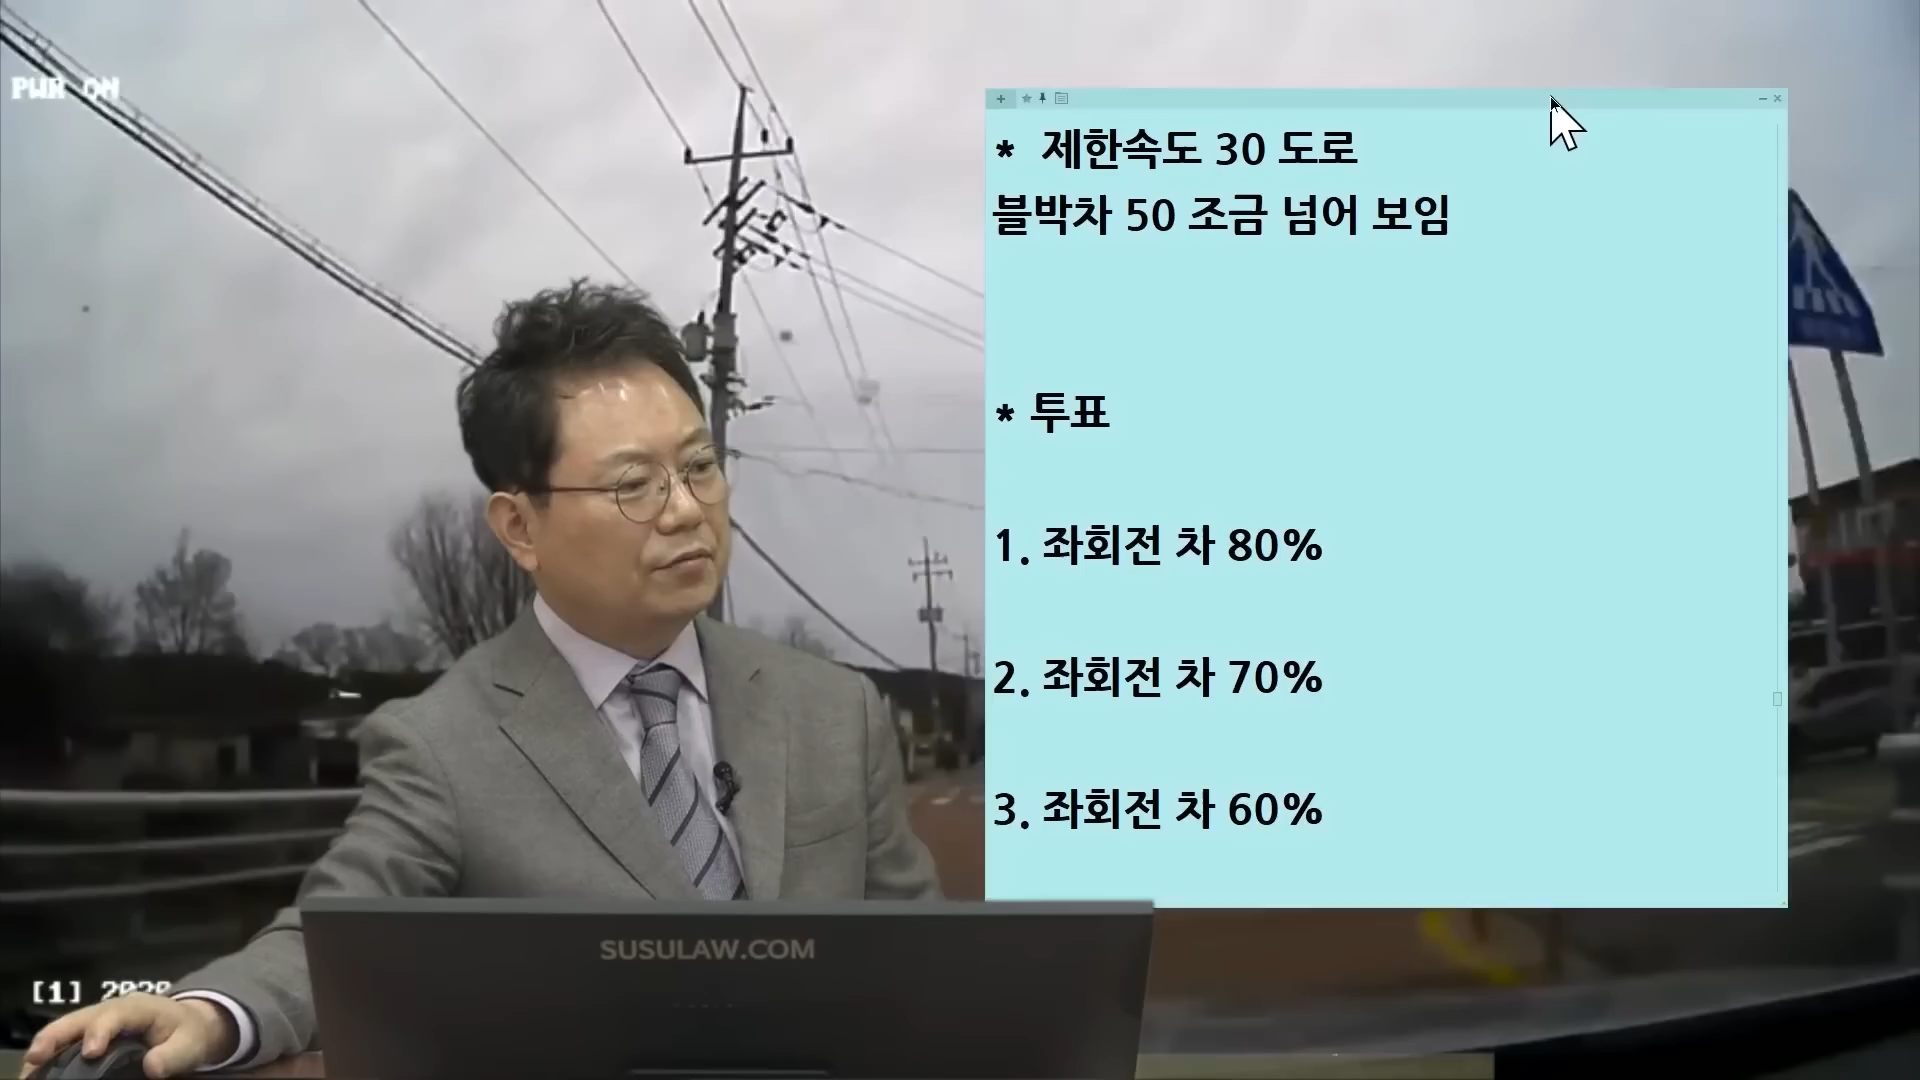 PWR ON
* 제한속도 30 도로
블박차 50 조금 넘어 보임
* 투표
1. 좌회전 차 80%
2. 좌회전 차 70%
3. 좌회전 차 60%
SUSULAW.COM
[1] 2020